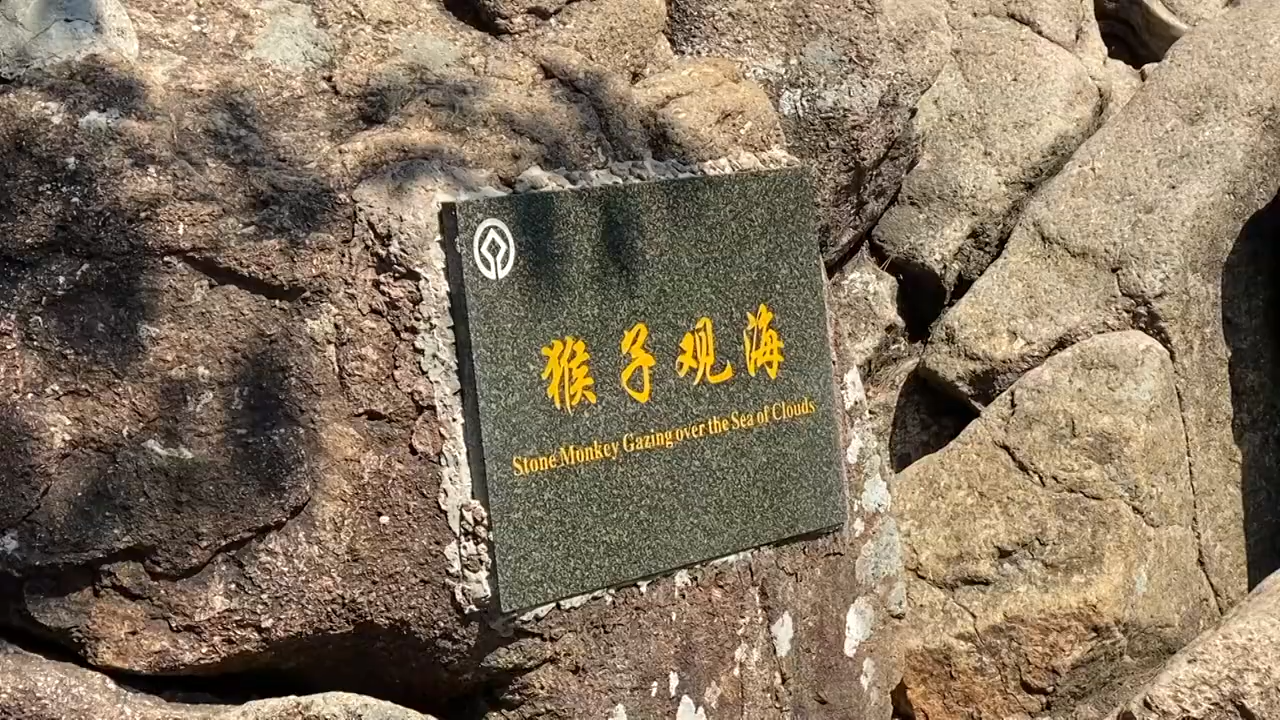 猴子观海
Stone Monkey Gazing over the Sea of Clouds